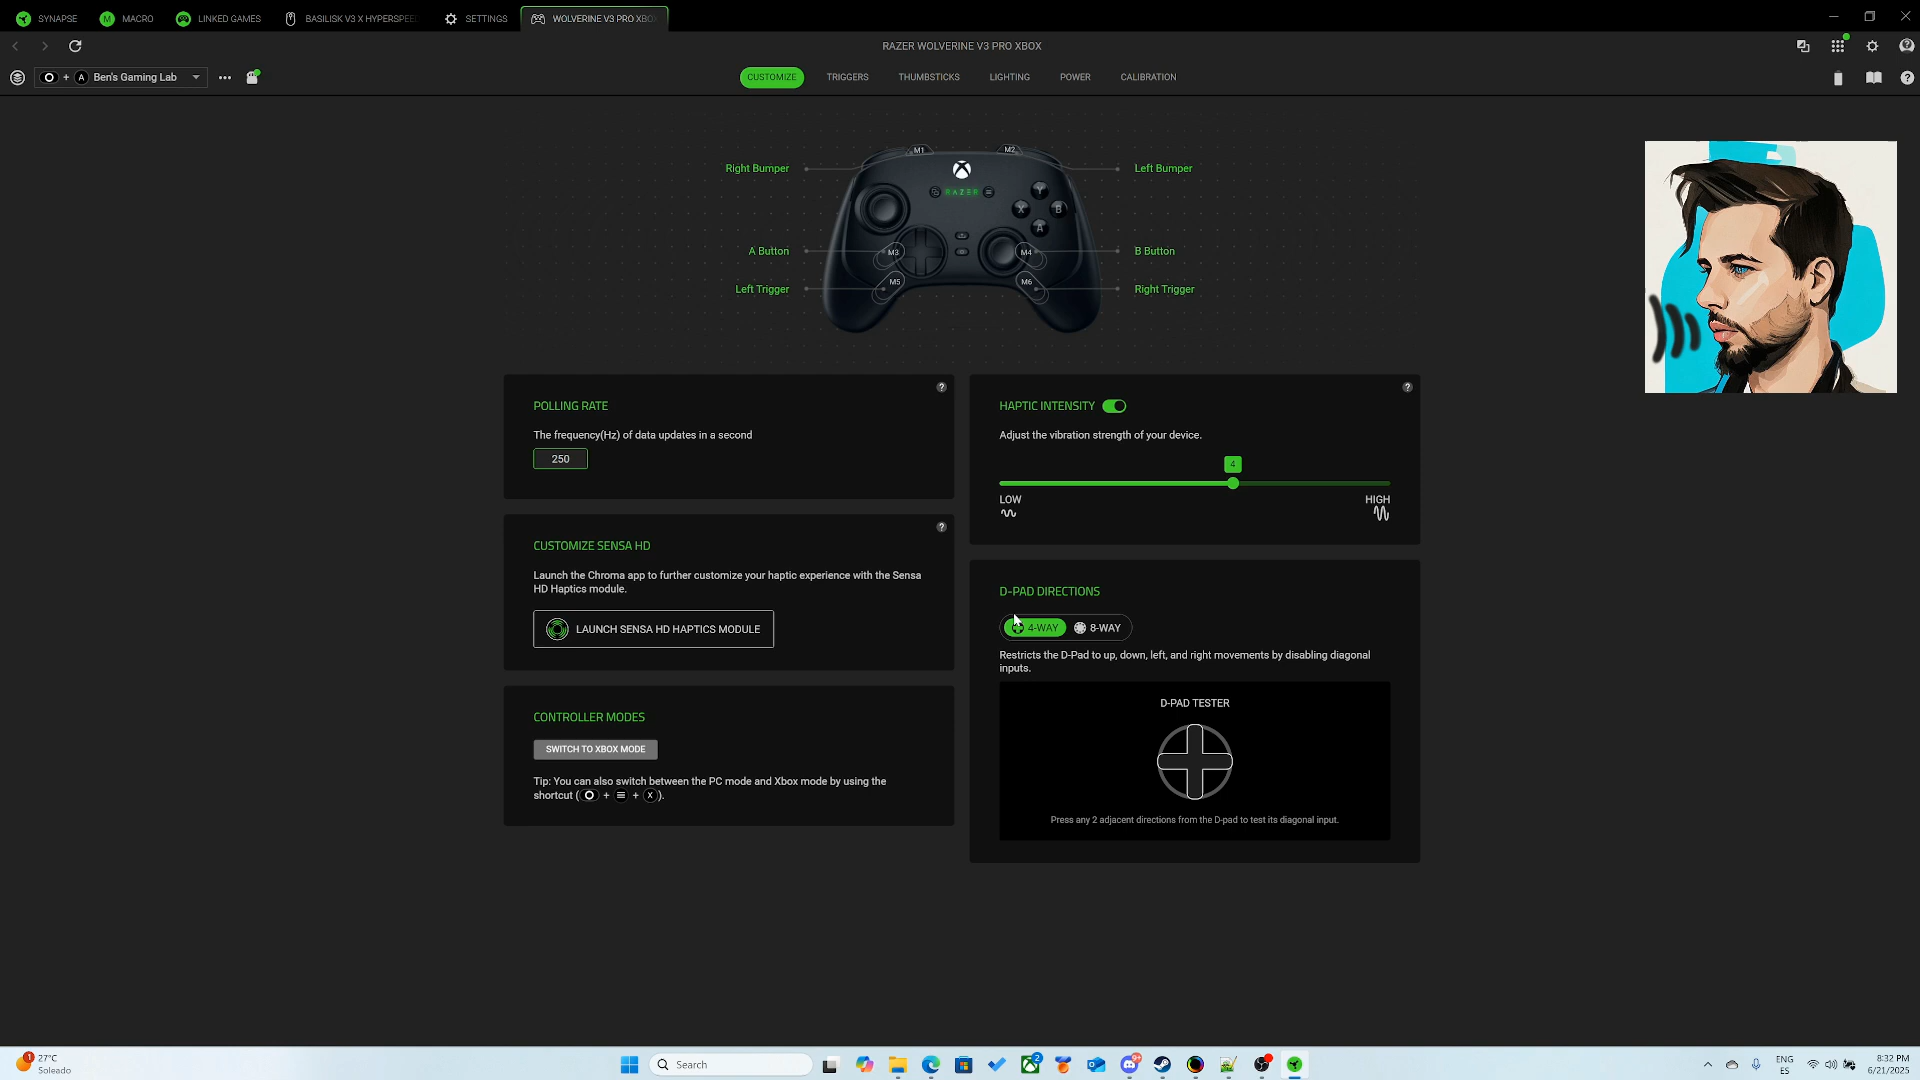 SYNAPSE
MACRO
LINKED GAMES
BASILISK V3 X HYPERSPEE
SETTINGS
WOLVERINE V3 PRO XBOX
RAZER WOLVERINE V3 PRO XBOX
+ A Ben's Gaming Lab
CUSTOMIZE
TRIGGERS
THUMBSTICKS
LIGHTING
POWER
CALIBRATION
M1
M2
Right Bumper
Left Bumper
RAZER
Y
X
B
A
A Button
M3
M4
B Button
Left Trigger
M5
M6
Right Trigger
POLLING RATE
The frequency(Hz) of data updates in a second
250
HAPTIC INTENSITY
Adjust the vibration strength of your device.
4
LOW
HIGH
CUSTOMIZE SENSA HD
Launch the Chroma app to further customize your haptic experience with the Sensa
HD Haptics module.
LAUNCH SENSA HD HAPTICS MODULE
D-PAD DIRECTIONS
4-WAY
8-WAY
Restricts the D-Pad to up, down, left, and right movements by disabling diagonal
inputs.
D-PAD TESTER
Press any 2 adjacent directions from the D-pad to test its diagonal input.
CONTROLLER MODES
SWITCH TO XBOX MODE
Tip: You can also switch between the PC mode and Xbox mode by using the
shortcut ( + + X ).
1
27°C
Soleado
Search
2
9+
ENG
ES
8:32 PM
6/21/2025